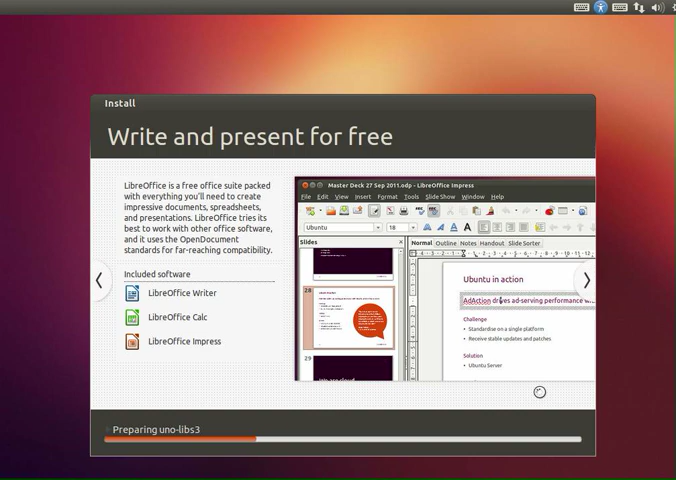 Install
Write and present for free
LibreOffice is a free office suite packed
with everything you'll need to create
impressive documents, spreadsheets,
and presentations. LibreOffice tries its
best to work with other office software,
and it uses the OpenDocument
standards for far-reaching compatibility.
Included software
LibreOffice Writer
LibreOffice Calc
LibreOffice Impress
Master Deck 27 Sep 2011.odp - LibreOffice Impress
File Edit View Insert Format Tools Slide Show Window Help
Ubuntu 18
Slides
Normal Outline Notes Handout Slide Sorter
28
29
We are cloud
Ubuntu in action
AdAction drives ad-serving performance
Challenge
• Standardise on a single platform
• Receive stable updates and patches
Solution
• Ubuntu Server
Preparing uno-libs3